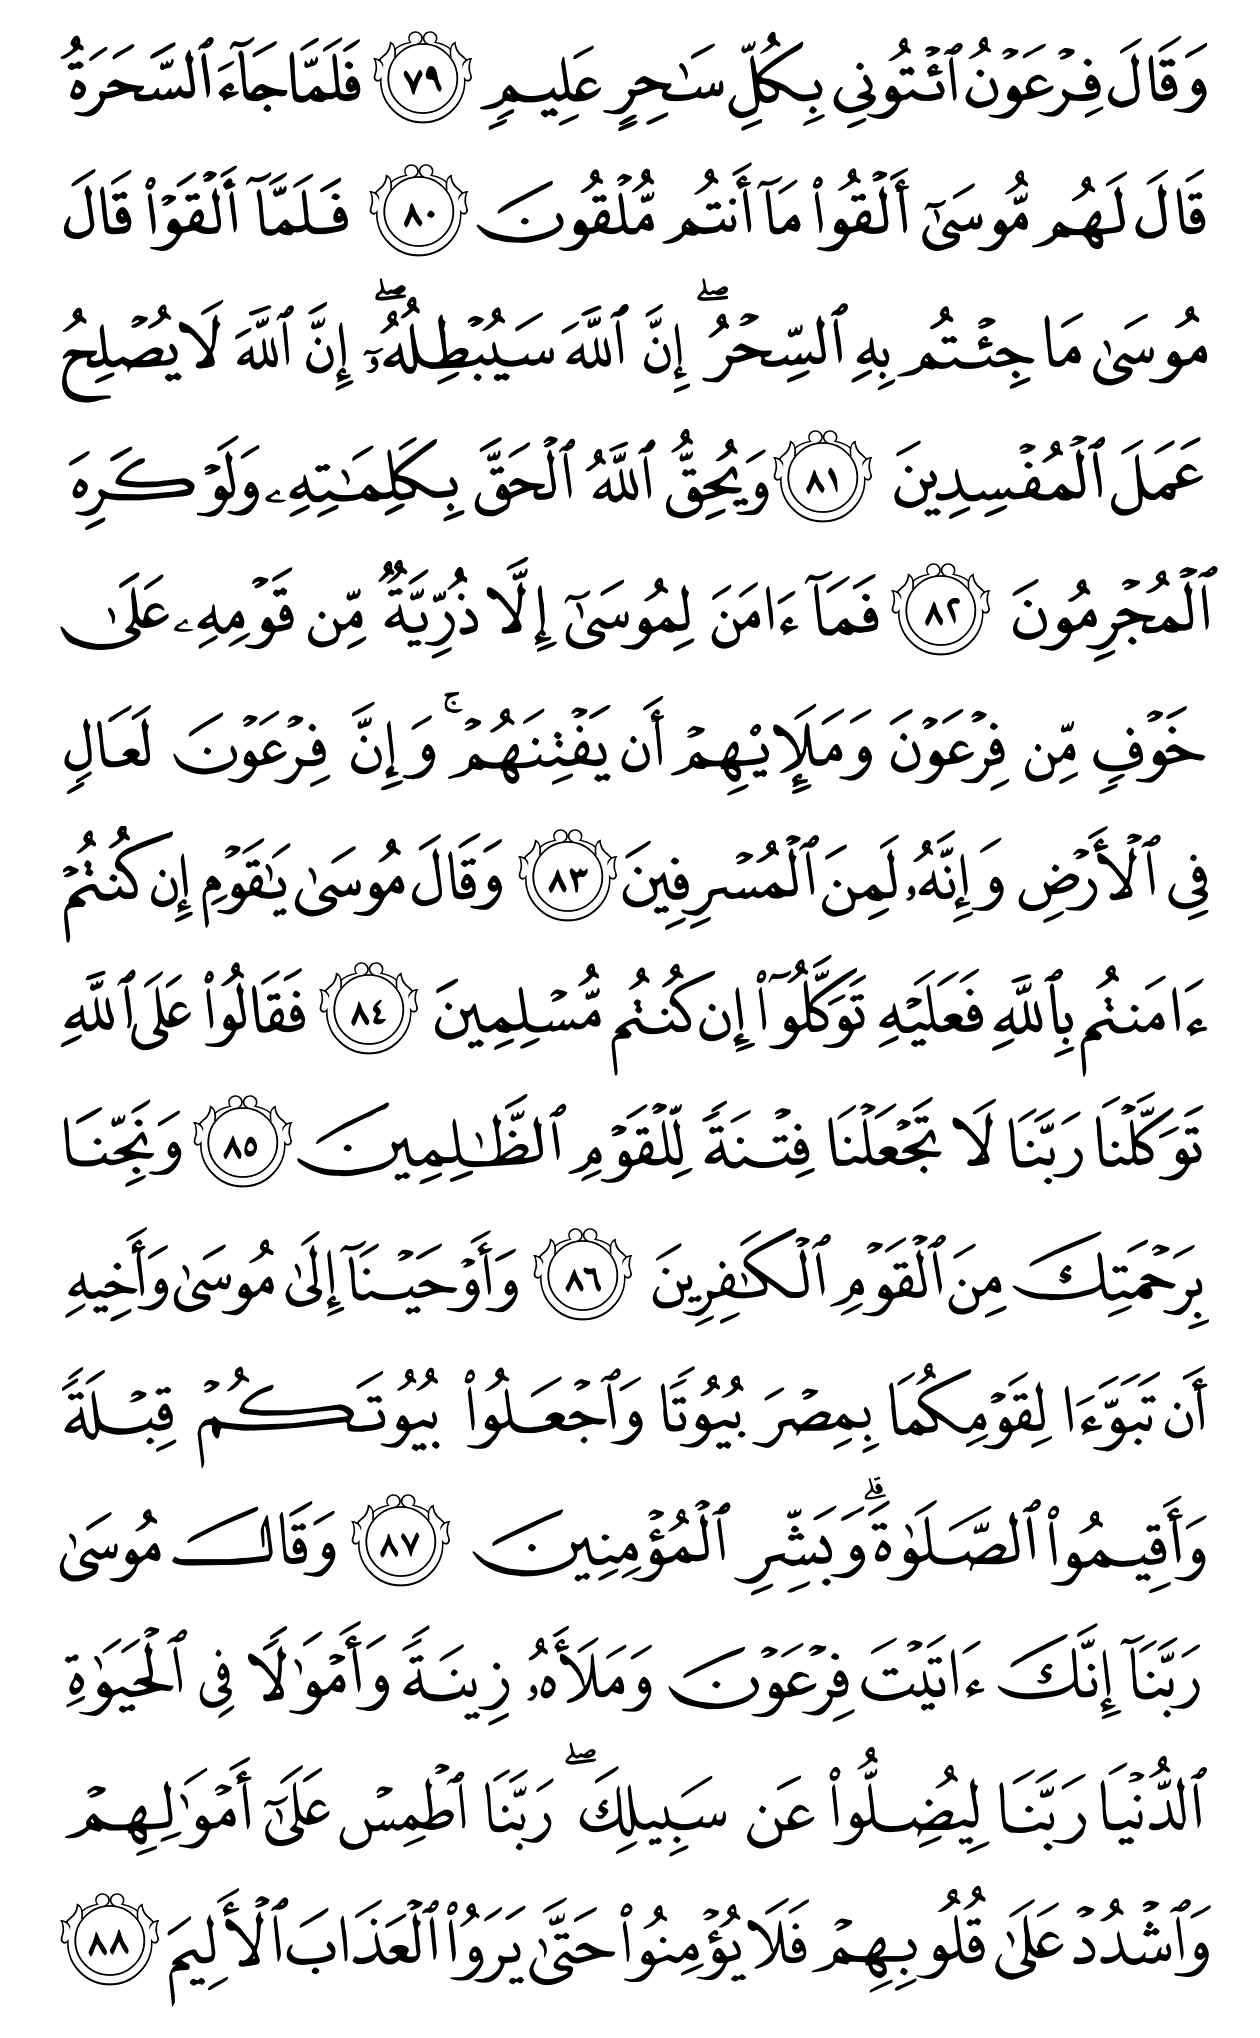 وَقَالَ فِرۡعَوۡنُ ٱئۡتُونِي بِكُلِّ سَٰحِرٍ عَلِيمٖ ٧٩ فَلَمَّا جَآءَ ٱلسَّحَرَةُ
قَالَ لَهُم مُّوسَىٰٓ أَلۡقُواْ مَآ أَنتُم مُّلۡقُونَ ٨٠ فَلَمَّآ أَلۡقَوۡاْ قَالَ
مُوسَىٰ مَا جِئۡتُم بِهِ ٱلسِّحۡرُۖ إِنَّ ٱللَّهَ سَيُبۡطِلُهُۥٓۖ إِنَّ ٱللَّهَ لَا يُصۡلِحُ
عَمَلَ ٱلۡمُفۡسِدِينَ ٨١ وَيُحِقُّ ٱللَّهُ ٱلۡحَقَّ بِكَلِمَٰتِهِۦ وَلَوۡ كَرِهَ
ٱلۡمُجۡرِمُونَ ٨٢ فَمَآ ءَامَنَ لِمُوسَىٰٓ إِلَّا ذُرِّيَّةٞ مِّن قَوۡمِهِۦ عَلَىٰ
خَوۡفٖ مِّن فِرۡعَوۡنَ وَمَلَإِيْهِمۡ أَن يَفۡتِنَهُمۡۚ وَإِنَّ فِرۡعَوۡنَ لَعَالٖ
فِي ٱلۡأَرۡضِ وَإِنَّهُۥ لَمِنَ ٱلۡمُسۡرِفِينَ ٨٣ وَقَالَ مُوسَىٰ يَٰقَوۡمِ إِن كُنتُمۡ
ءَامَنتُم بِٱللَّهِ فَعَلَيۡهِ تَوَكَّلُوٓاْ إِن كُنتُم مُّسۡلِمِينَ ٨٤ فَقَالُواْ عَلَى ٱللَّهِ
تَوَكَّلۡنَا رَبَّنَا لَا تَجۡعَلۡنَا فِتۡنَةٗ لِّلۡقَوۡمِ ٱلظَّٰلِمِينَ ٨٥ وَنَجِّنَا
بِرَحۡمَتِكَ مِنَ ٱلۡقَوۡمِ ٱلۡكَٰفِرِينَ ٨٦ وَأَوۡحَيۡنَآ إِلَىٰ مُوسَىٰ وَأَخِيهِ
أَن تَبَوَّءَا لِقَوۡمِكُمَا بِمِصۡرَ بُيُوتٗا وَٱجۡعَلُواْ بُيُوتَكُمۡ قِبۡلَةٗ
وَأَقِيمُواْ ٱلصَّلَوٰةَۗ وَبَشِّرِ ٱلۡمُؤۡمِنِينَ ٨٧ وَقَالَ مُوسَىٰ
رَبَّنَآ إِنَّكَ ءَاتَيۡتَ فِرۡعَوۡنَ وَمَلَأَهُۥ زِينَةٗ وَأَمۡوَٰلٗا فِي ٱلۡحَيَوٰةِ
ٱلدُّنۡيَا رَبَّنَا لِيُضِلُّواْ عَن سَبِيلِكَۖ رَبَّنَا ٱطۡمِسۡ عَلَىٰٓ أَمۡوَٰلِهِمۡ
وَٱشۡدُدۡ عَلَىٰ قُلُوبِهِمۡ فَلَا يُؤۡمِنُواْ حَتَّىٰ يَرَوُاْ ٱلۡعَذَابَ ٱلۡأَلِيمَ ٨٨